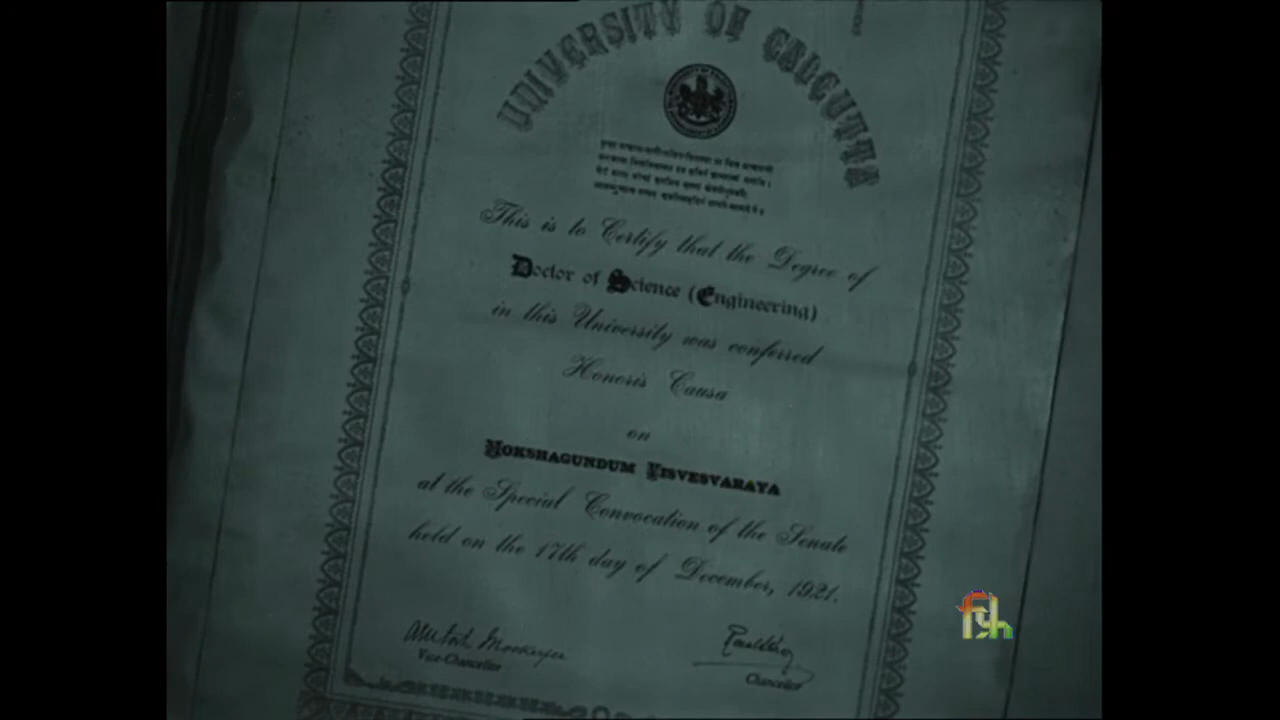 UNIVERSITY OF CALCUTTA
This is to Certify that the Degree of
Doctor of Science (Engineering)
in this University was conferred
Honoris Causa
on
MOKSHAGUNDUM VISVESVARAYA
at the Special Convocation of the Senate
held on the 17th day of December, 1921.
Vice-Chancellor
Chancellor
fyh